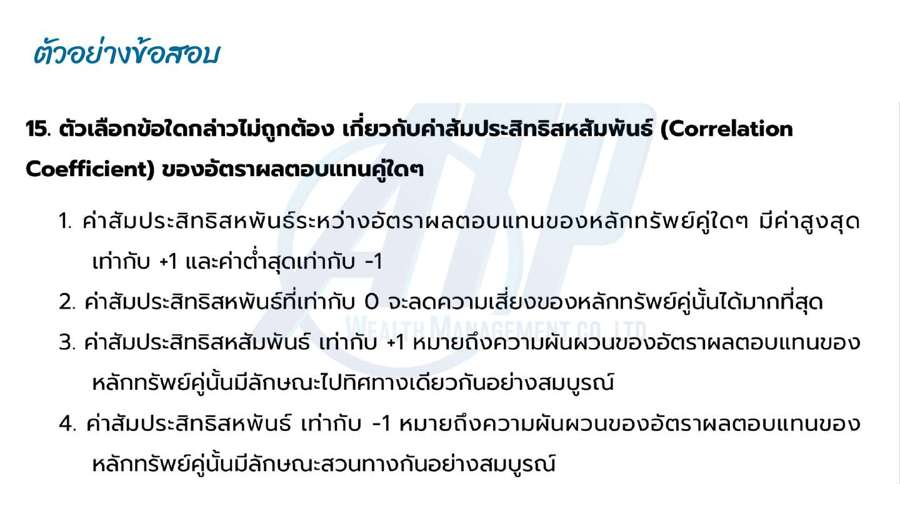 ตัวอย่างข้อสอบ
15. ตัวเลือกข้อใดกล่าวไม่ถูกต้อง เกี่ยวกับค่าสัมประสิทธิสหสัมพันธ์ (Correlation
Coefficient) ของอัตราผลตอบแทนคู่ใดๆ
1. ค่าสัมประสิทธิสหพันธ์ระหว่างอัตราผลตอบแทนของหลักทรัพย์คู่ใดๆ มีค่าสูงสุด
เท่ากับ +1 และค่าต่ำสุดเท่ากับ -1
2. ค่าสัมประสิทธิสหพันธ์ที่เท่ากับ 0 จะลดความเสี่ยงของหลักทรัพย์คู่นั้นได้มากที่สุด
3. ค่าสัมประสิทธิสหสัมพันธ์ เท่ากับ +1 หมายถึงความผันผวนของอัตราผลตอบแทนของ
หลักทรัพย์คู่นั้นมีลักษณะไปทิศทางเดียวกันอย่างสมบูรณ์
4. ค่าสัมประสิทธิสหพันธ์ เท่ากับ -1 หมายถึงความผันผวนของอัตราผลตอบแทนของ
หลักทรัพย์คู่นั้นมีลักษณะสวนทางกันอย่างสมบูรณ์
ATP
WEALTH MANAGEMENT CO., LTD